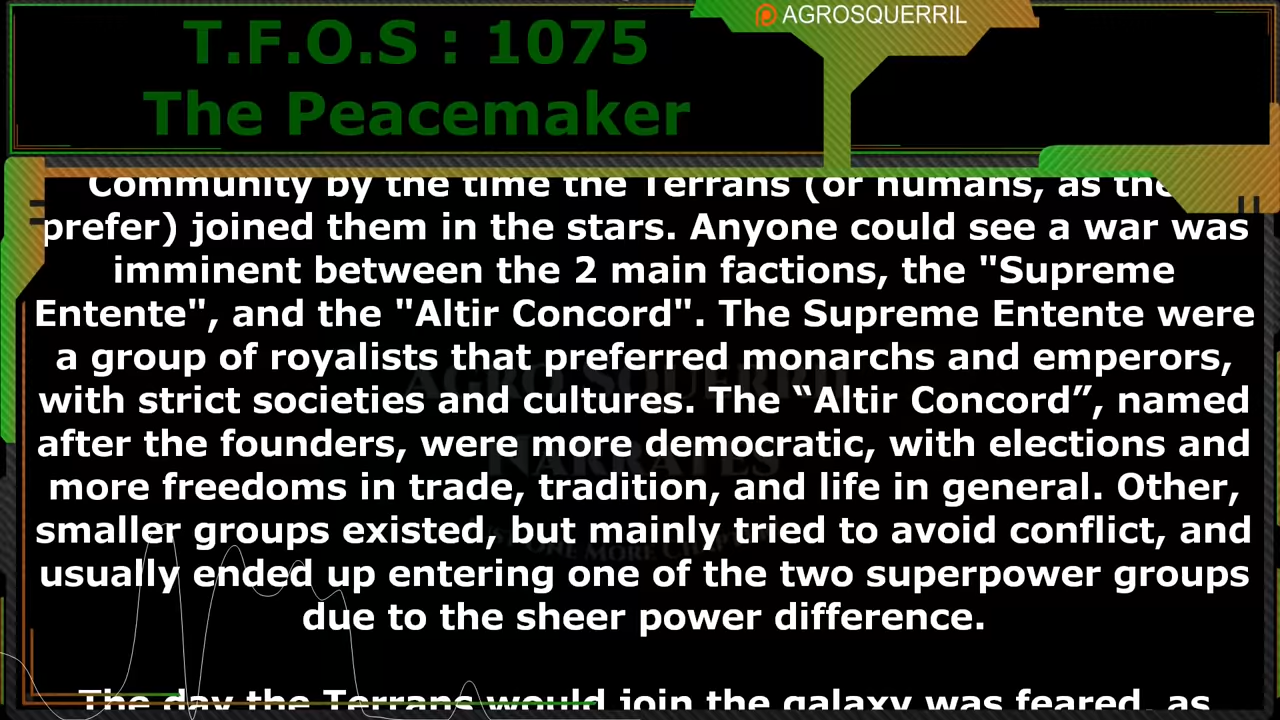 AGROSQUERRIL
T.F.O.S : 1075
The Peacemaker
Community by the time the Terrans (or humans, as they
prefer) joined them in the stars. Anyone could see a war was
imminent between the 2 main factions, the "Supreme
Entente", and the "Altir Concord". The Supreme Entente were
a group of royalists that preferred monarchs and emperors,
with strict societies and cultures. The “Altir Concord”, named
after the founders, were more democratic, with elections and
more freedoms in trade, tradition, and life in general. Other,
smaller groups existed, but mainly tried to avoid conflict, and
usually ended up entering one of the two superpower groups
due to the sheer power difference.
The day the Terrans would join the galaxy was feared, as
AGRO SQUERRIL
NARRATES